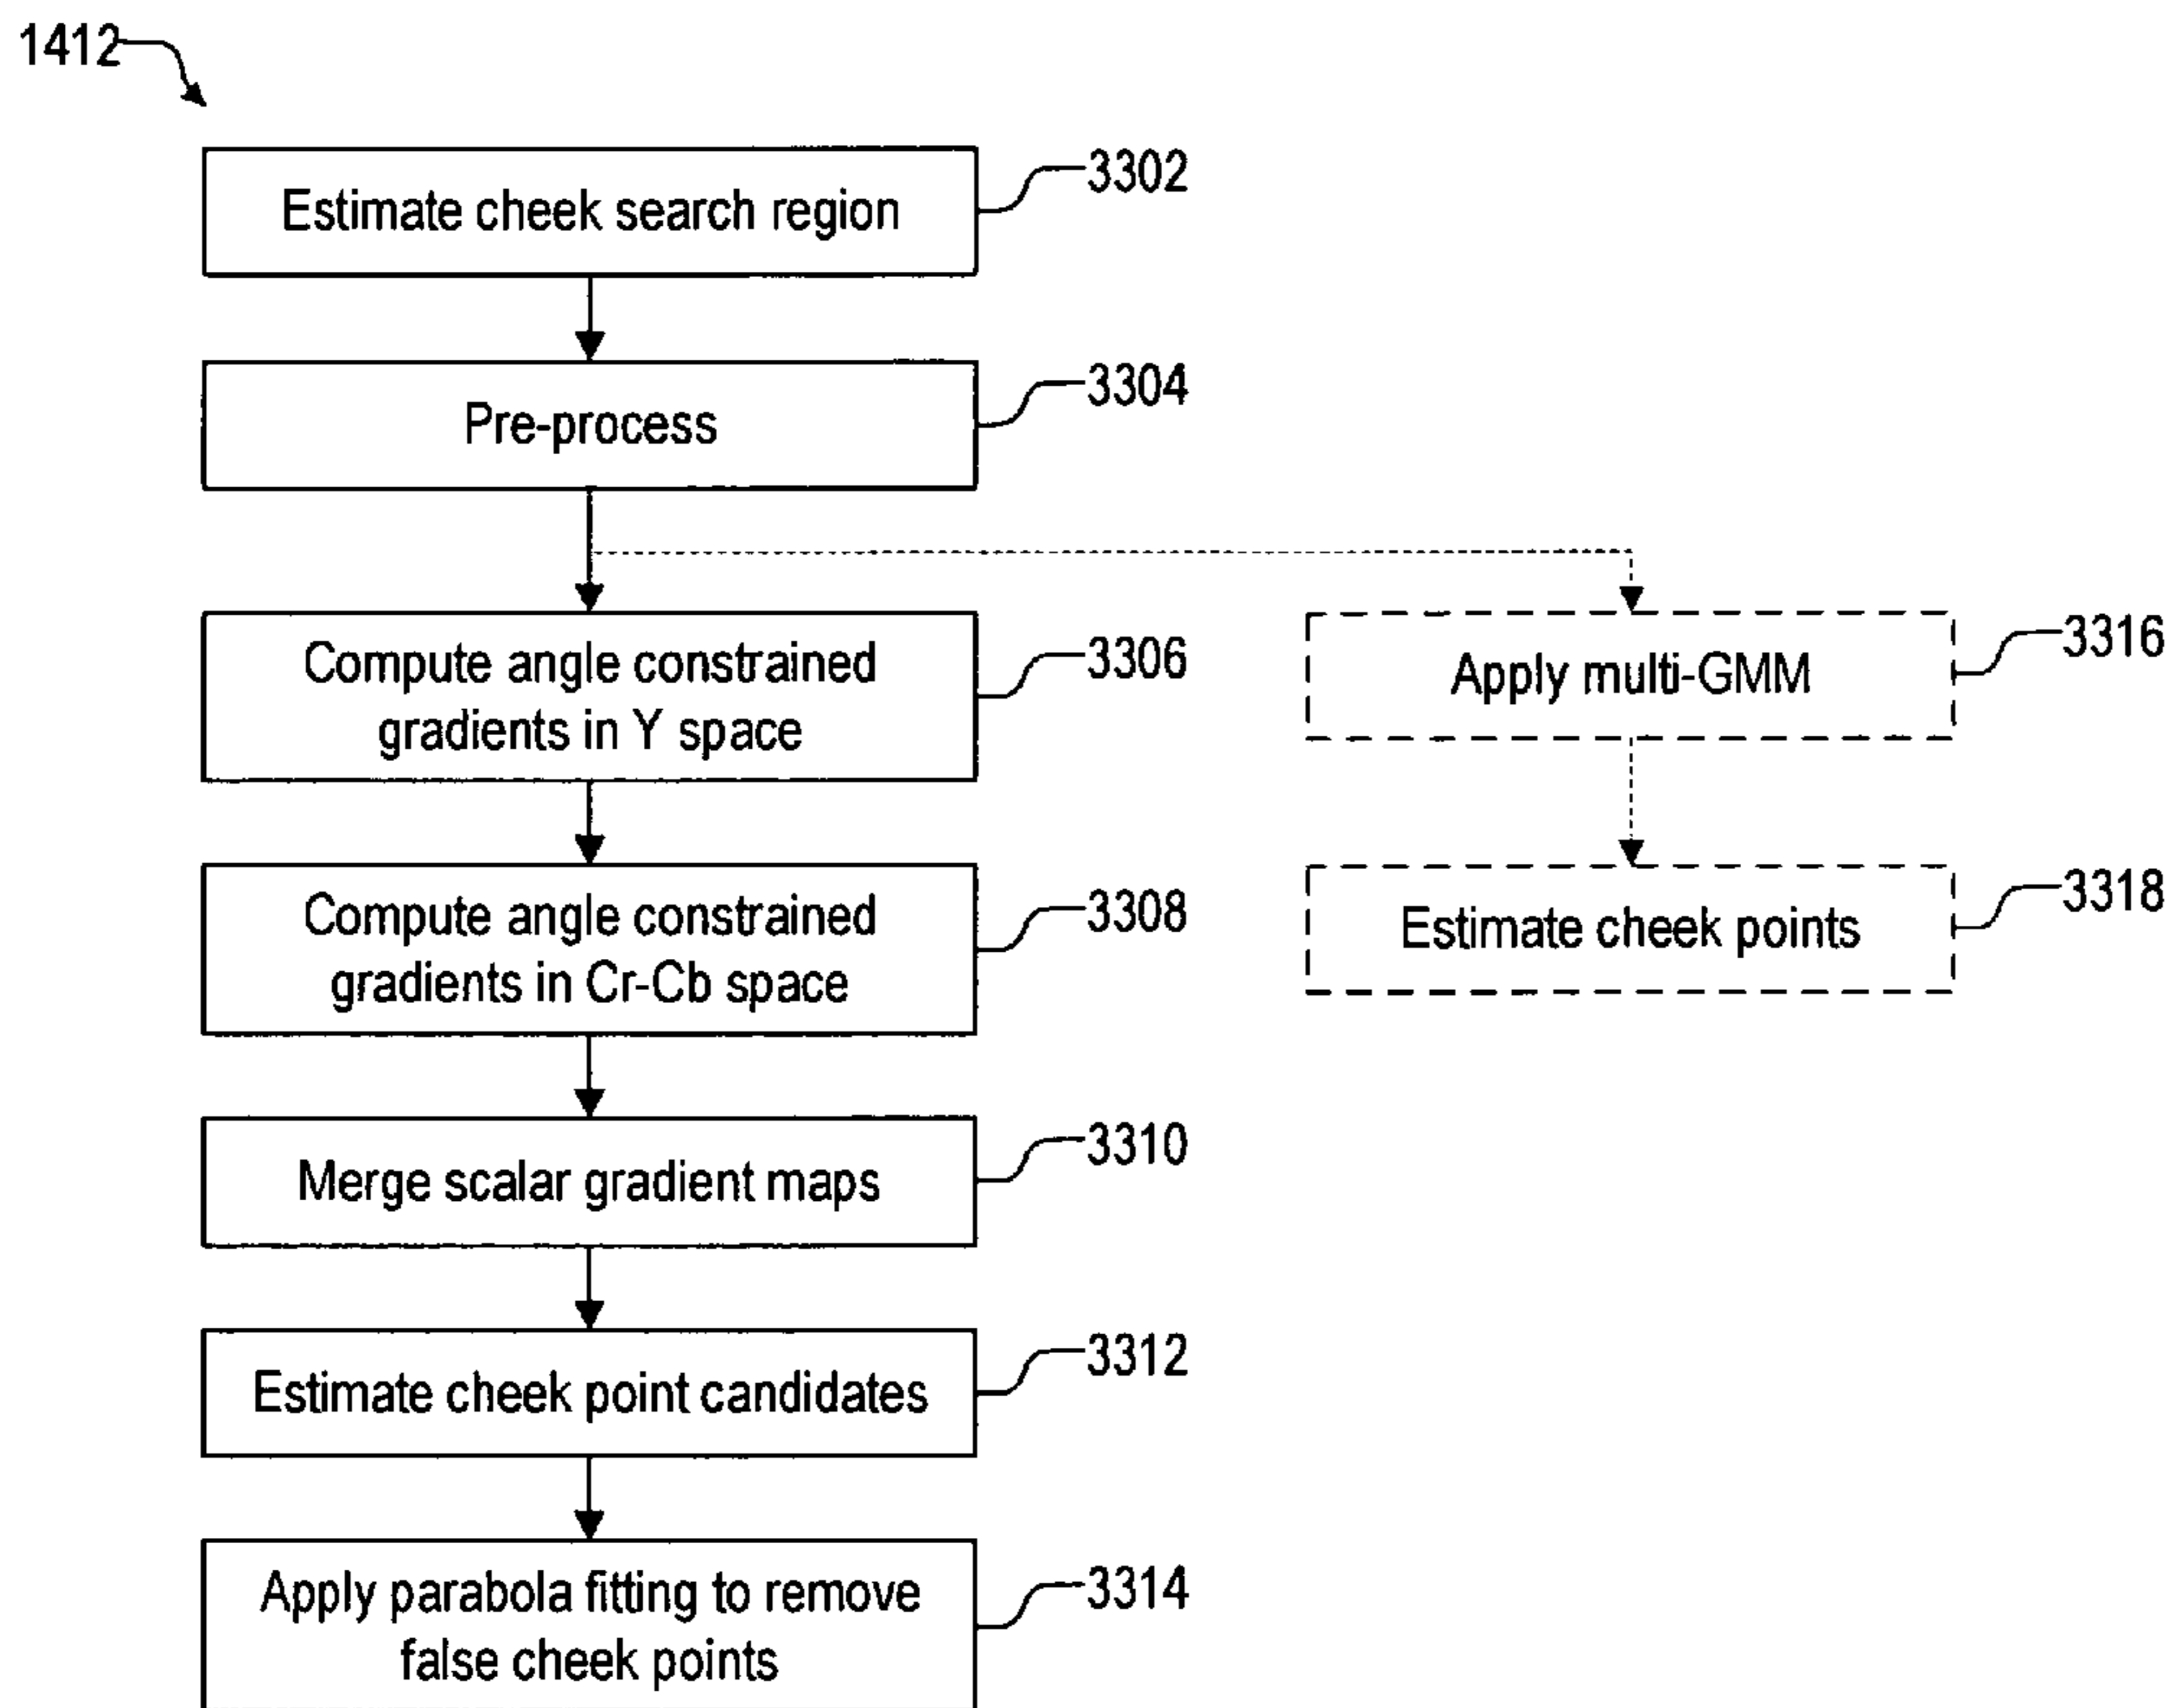 1412
Estimate cheek search region
3302
Pre-process
3304
Compute angle constrained
gradients in Y space
3306
Apply multi-GMM
3316
Compute angle constrained
gradients in Cr-Cb space
3308
Estimate cheek points
3318
Merge scalar gradient maps
3310
Estimate cheek point candidates
3312
Apply parabola fitting to remove
false cheek points
3314